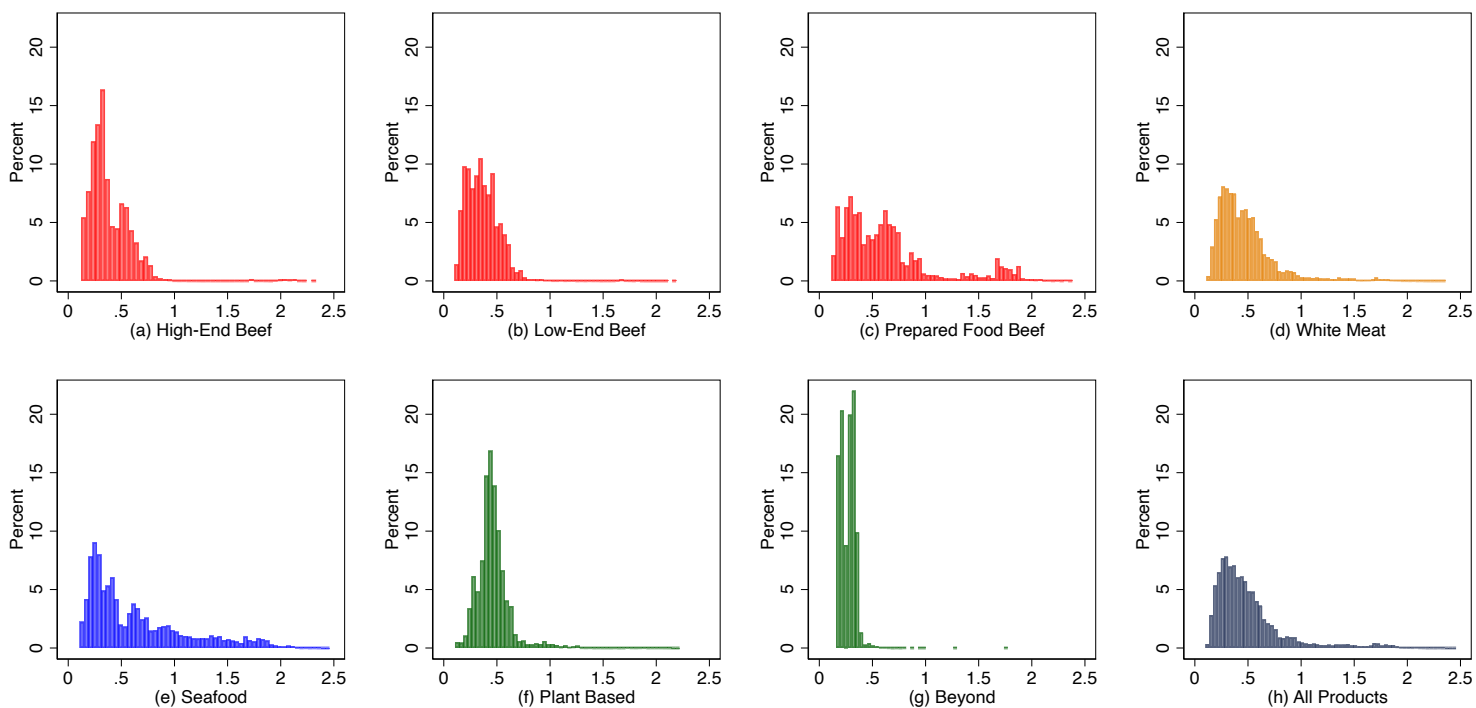 Percent
20
15
10
5
0
0 .5 1 1.5 2 2.5
(a) High-End Beef
Percent
20
15
10
5
0
0 .5 1 1.5 2 2.5
(b) Low-End Beef
Percent
20
15
10
5
0
0 .5 1 1.5 2 2.5
(c) Prepared Food Beef
Percent
20
15
10
5
0
0 .5 1 1.5 2 2.5
(d) White Meat
Percent
20
15
10
5
0
0 .5 1 1.5 2 2.5
(e) Seafood
Percent
20
15
10
5
0
0 .5 1 1.5 2 2.5
(f) Plant Based
Percent
20
15
10
5
0
0 .5 1 1.5 2 2.5
(g) Beyond
Percent
20
15
10
5
0
0 .5 1 1.5 2 2.5
(h) All Products